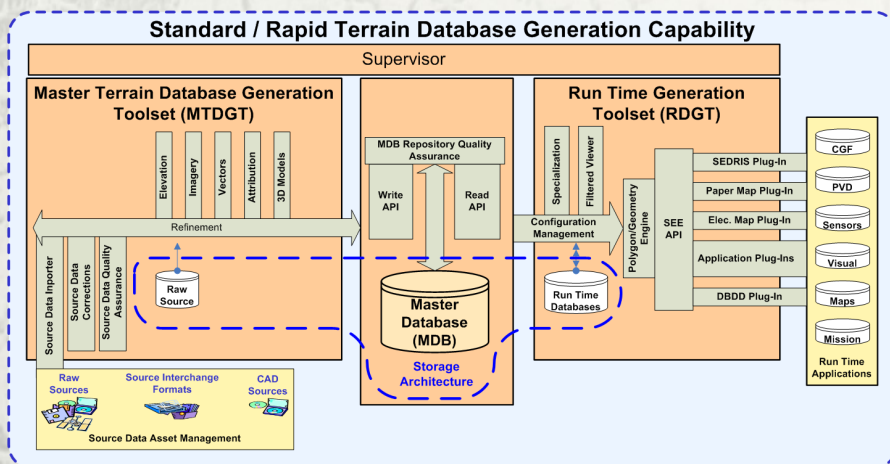 Standard / Rapid Terrain Database Generation Capability
Supervisor
Master Terrain Database Generation
Toolset (MTDGT)
Elevation
Imagery
Vectors
Attribution
3D Models
Refinement
Source Data Importer
Source Data
Corrections
Source Data Quality
Assurance
Raw
Source
Raw
Sources
Source Interchange
Formats
CAD
Sources
Source Data Asset Management
MDB Repository Quality
Assurance
Write
API
Read
API
Master
Database
(MDB)
Storage
Architecture
Run Time Generation
Toolset (RDGT)
Specialization
Filtered Viewer
Configuration
Management
Run Time
Databases
Polygon/Geometry
Engine
SEE
API
SEDRIS Plug-In
Paper Map Plug-In
Elec. Map Plug-In
Application Plug-Ins
DBDD Plug-In
CGF
PVD
Sensors
Visual
Maps
Mission
Run Time
Applications